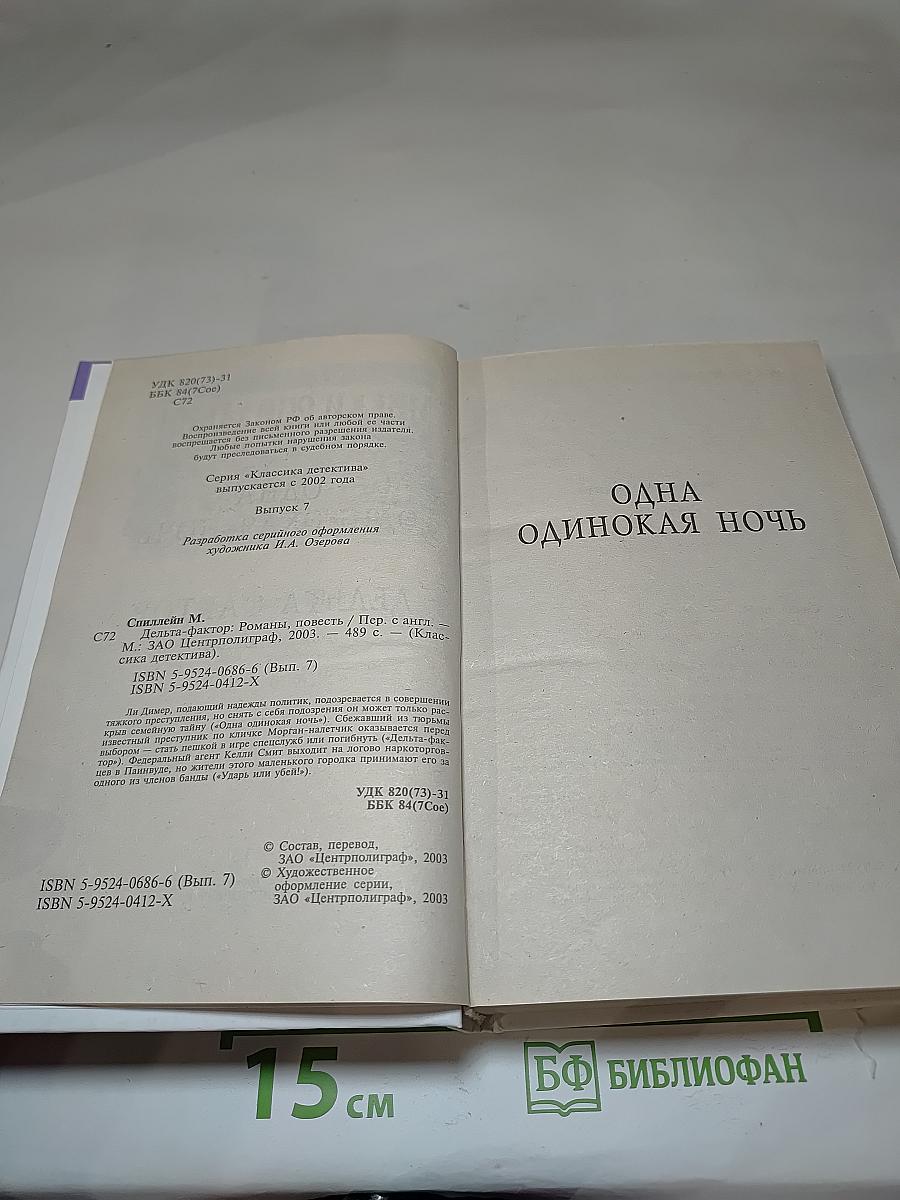 УДК 820(73)-31
ББК 84(7Сое)
С72
Охраняется Законом РФ об авторском праве.
Воспроизведение всей книги или любой ее части
воспрещается без письменного разрешения издателя.
Любые попытки нарушения закона
будут преследоваться в судебном порядке.
Серия «Классика детектива»
выпускается с 2002 года
Выпуск 7
Разработка серийного оформления
художника И.А. Озерова
Спиллейн М.
С72 Дельта-фактор: Романы, повесть / Пер. с англ. —
М.: ЗАО Центрполиграф, 2003. — 489 с. — (Клас-
сика детектива).
ISBN 5-9524-0686-6 (Вып. 7)
ISBN 5-9524-0412-X
Ли Димер, подающий надежды политик, подозревается в совершении
тяжкого преступления, но снять с себя подозрения он может только рас-
крыв семейную тайну («Одна одинокая ночь»). Сбежавший из тюрьмы
известный преступник по кличке Морган-налетчик оказывается перед
выбором — стать пешкой в игре спецслужб или погибнуть («Дельта-фак-
тор»). Федеральный агент Келли Смит выходит на логово наркоторгов-
цев в Пайнвуде, но жители этого маленького городка принимают его за
одного из членов банды («Ударь или убей!»).
УДК 820(73)-31
ББК 84(7Сое)
© Состав, перевод,
ЗАО «Центрполиграф», 2003
© Художественное
оформление серии,
ЗАО «Центрполиграф», 2003
ISBN 5-9524-0686-6 (Вып. 7)
ISBN 5-9524-0412-X
ОДНА
ОДИНОКАЯ НОЧЬ
15 см
БФ БИБЛИОФАН